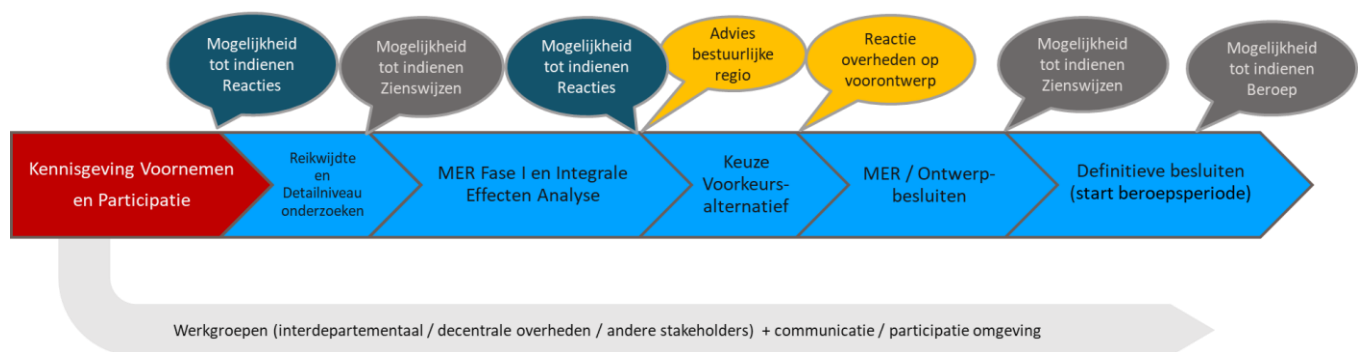 Mogelijkheid
tot indienen
Reacties
Mogelijkheid
tot indienen
Zienswijzen
Mogelijkheid
tot indienen
Reacties
Advies
bestuurlijke
regio
Reactie
overheden op
voorontwerp
Mogelijkheid
tot indienen
Zienswijzen
Mogelijkheid
tot indienen
Beroep
Kennisgeving Voornemen
en Participatie
Reikwijdte
en
Detailniveau
onderzoeken
MER Fase I en Integrale
Effecten Analyse
Keuze
Voorkeurs-
alternatief
MER / Ontwerp-
besluiten
Definitieve besluiten
(start beroepsperiode)
Werkgroepen (interdepartementaal / decentrale overheden / andere stakeholders) + communicatie / participatie omgeving